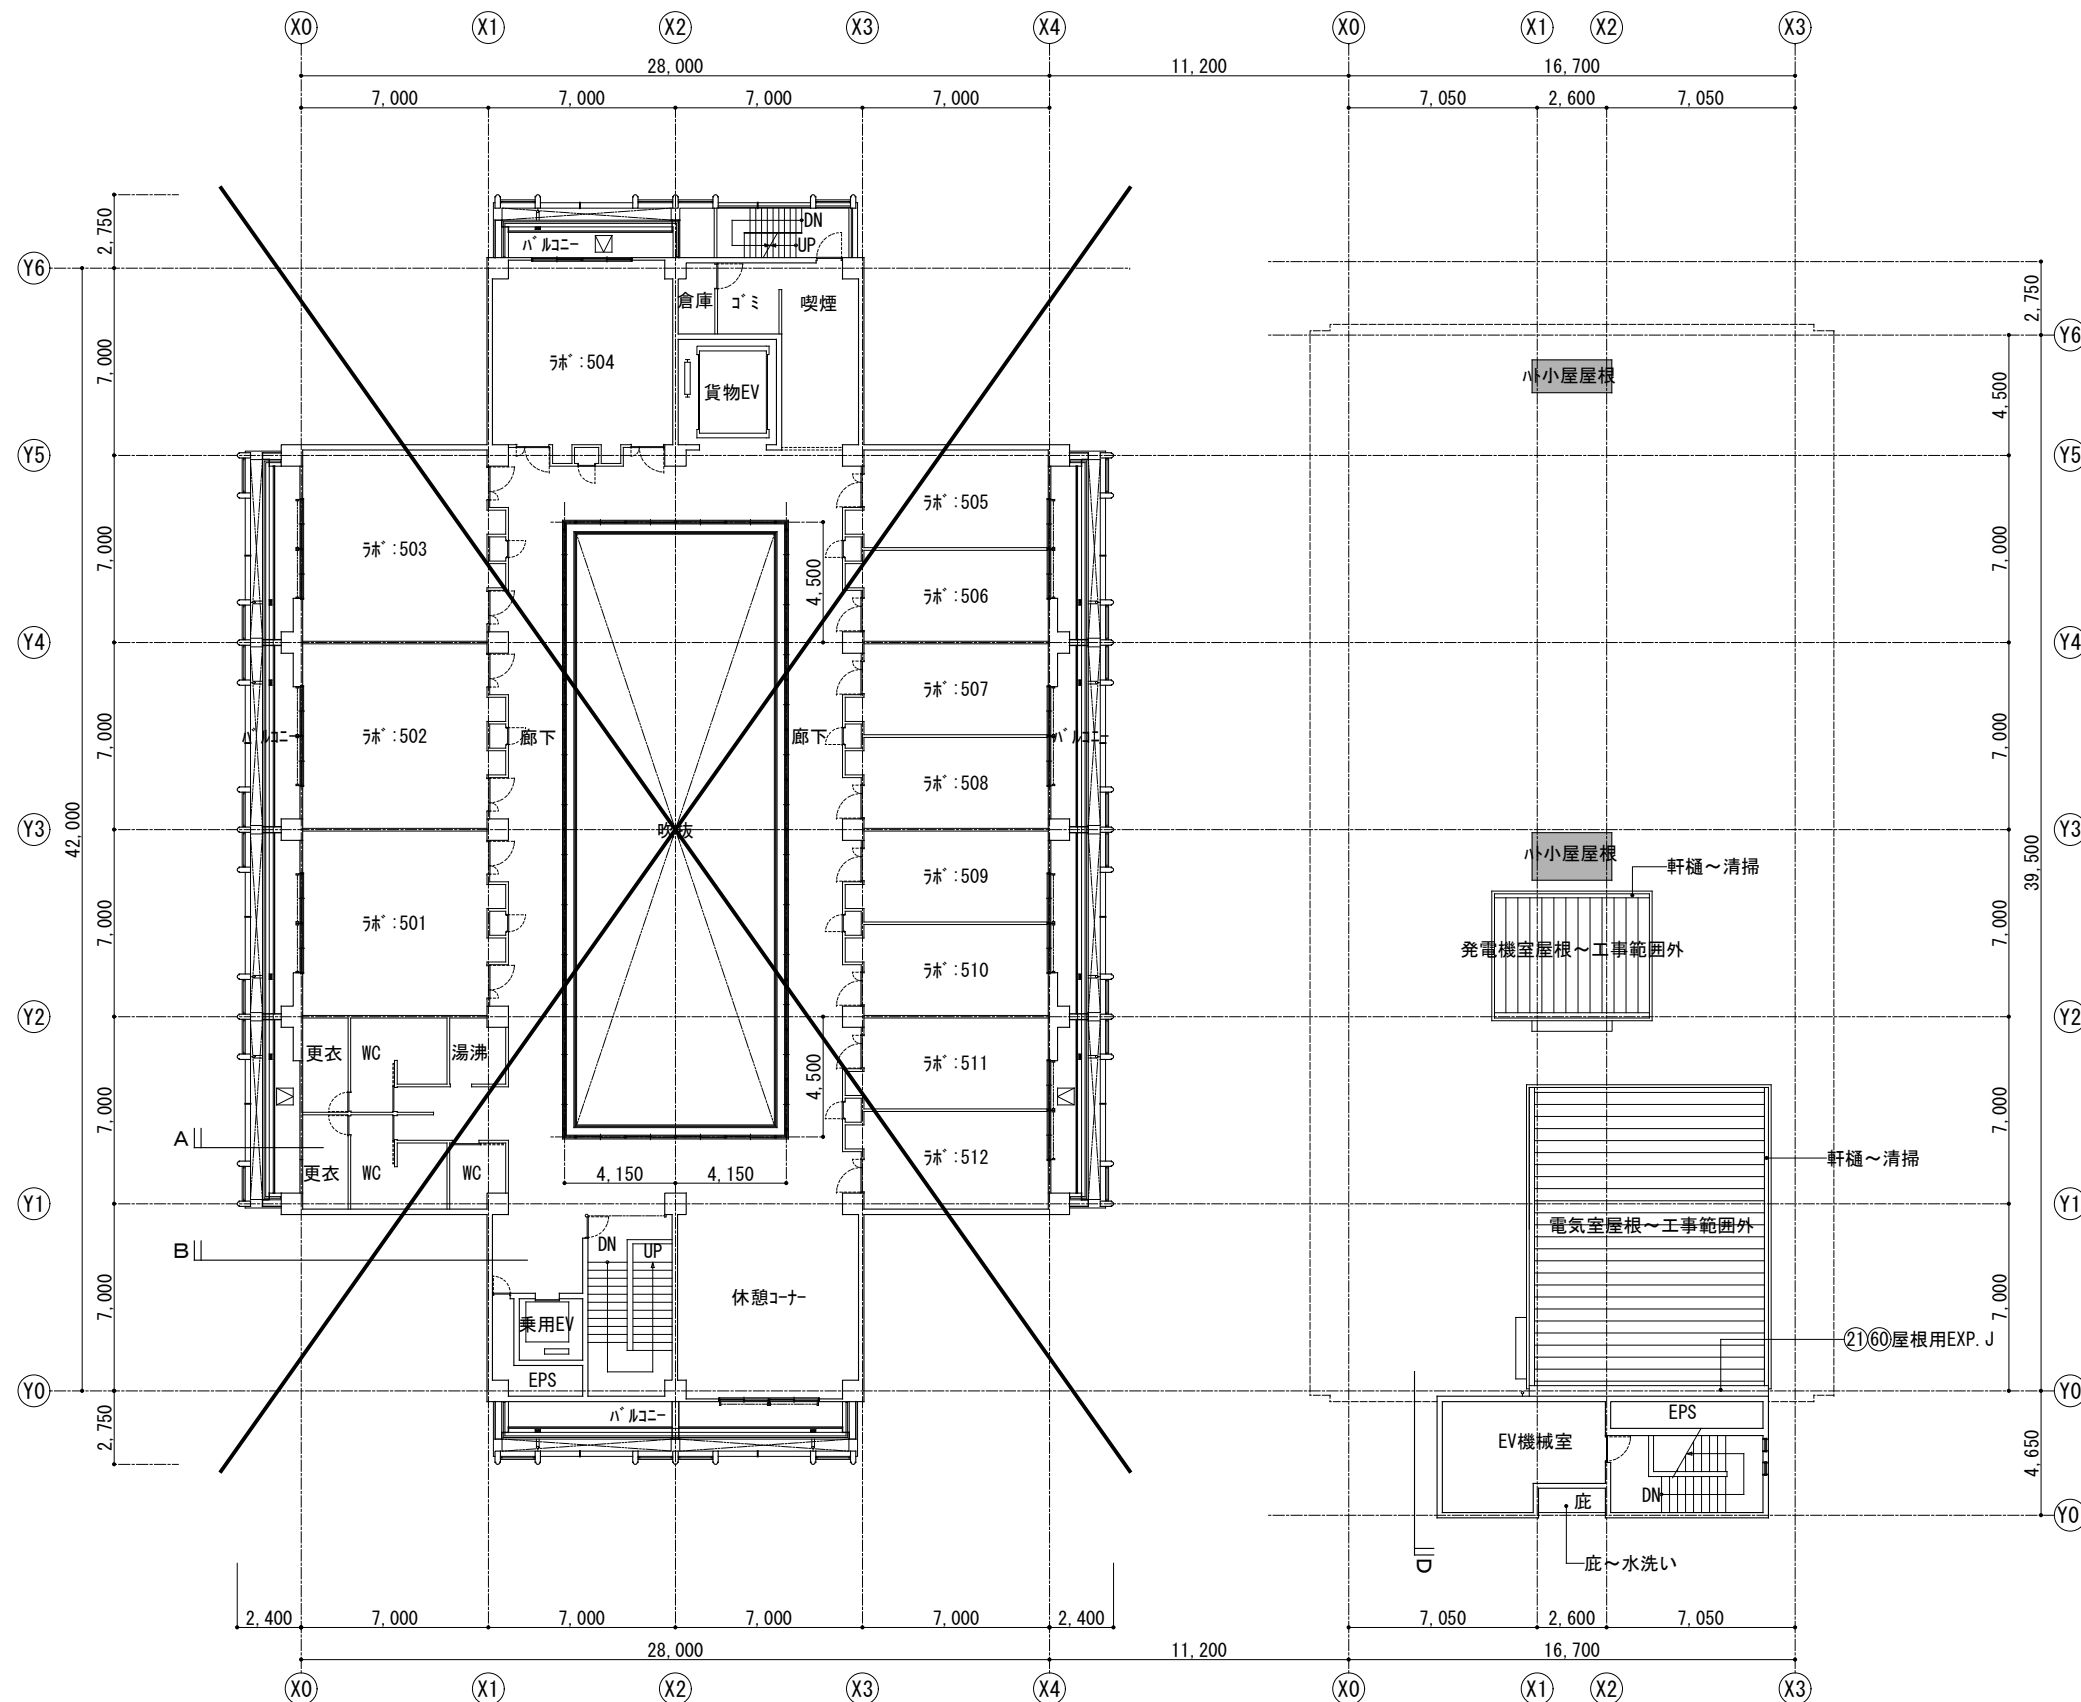 X0 X1 X2 X3 X4 X0 X1 X2 X3
28,000 11,200 16,700
7,000 7,000 7,000 7,000 7,050 2,600 7,050
2,750
DN
UP
バルコニー
Y6
2,750
倉庫 ゴミ 喫煙
Y6
7,000
ラボ:504
貨物EV
ハト小屋屋根
4,500
Y5
Y5
ラボ:505
7,000
ラボ:503
4,500
ラボ:506
7,000
Y4
Y4
ラボ:507
7,000
バルコニー
ラボ:502
廊下
廊下
バルコニー
7,000
ラボ:508
42,000
Y3
吹抜
Y3
ハト小屋屋根
軒樋～清掃
39,500
ラボ:509
7,000
ラボ:501
発電機室屋根～工事範囲外
7,000
ラボ:510
Y2
Y2
更衣 WC 湯沸
ラボ:511
4,500
7,000
7,000
A
更衣 WC WC
4,150 4,150
ラボ:512
軒樋～清掃
Y1
Y1
電気室屋根～工事範囲外
B
DN UP
7,000
休憩コーナー
7,000
乗用EV
21 60 屋根用EXP.J
EPS
Y0
Y0
2,750
バルコニー
EPS
EV機械室
4,650
DN
庇
Y0
D
庇～水洗い
2,400 7,000 7,000 7,000 7,000 2,400 7,050 2,600 7,050
28,000 11,200 16,700
X0 X1 X2 X3 X4 X0 X1 X2 X3